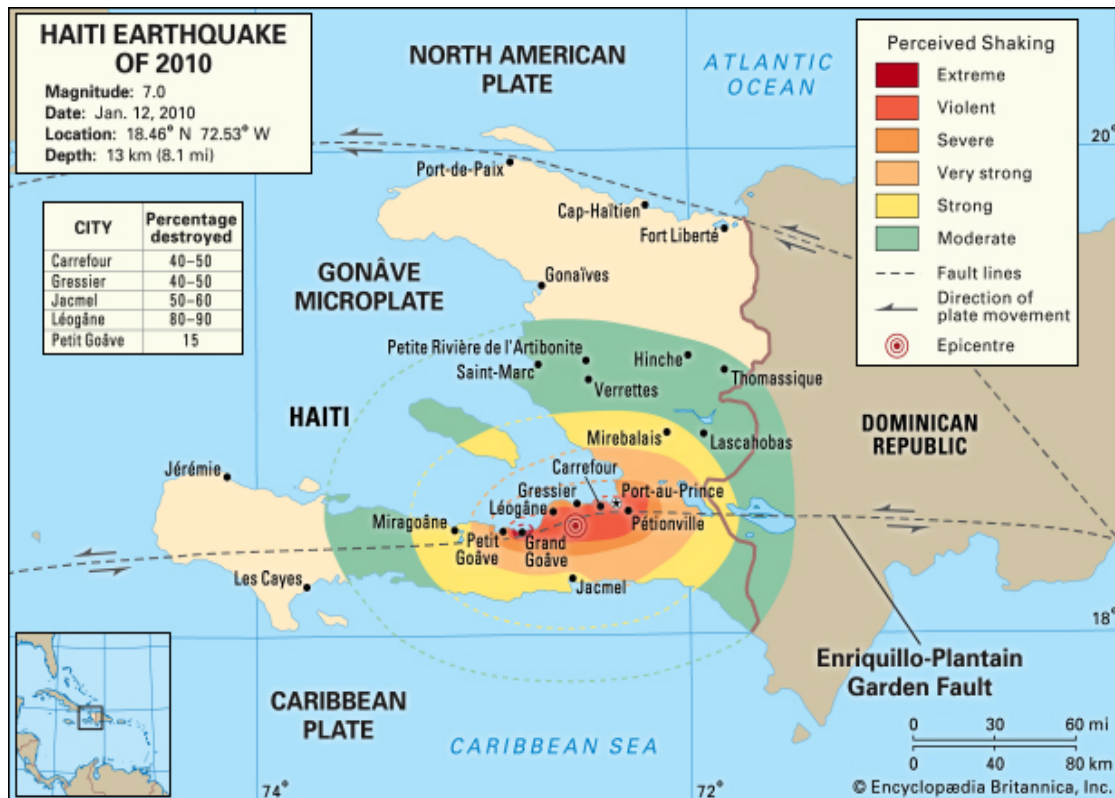 HAITI EARTHQUAKE
OF 2010
Magnitude: 7.0
Date: Jan. 12, 2010
Location: 18.46° N 72.53° W
Depth: 13 km (8.1 mi)
CITY Percentage
destroyed
Carrefour 40–50
Gressier 40–50
Jacmel 50–60
Léogâne 80–90
Petit Goâve 15
NORTH AMERICAN
PLATE
ATLANTIC
OCEAN
Perceived Shaking
Extreme
Violent
Severe
Very strong
Strong
Moderate
Fault lines
Direction of
plate movement
Epicentre
20°
Port-de-Paix
Cap-Haïtien
Fort Liberté
GONÂVE
MICROPLATE
Gonaïves
Petite Rivière de l'Artibonite
Saint-Marc
Verrettes
Hinche
Thomassique
HAITI
DOMINICAN
REPUBLIC
Mirebalais
Lascahobas
Jérémie
Carrefour
Gressier
Port-au-Prince
Léogâne
Miragoâne
Pétionville
Petit
Goâve
Grand
Goâve
Les Cayes
Jacmel
18°
Enriquillo-Plantain
Garden Fault
CARIBBEAN
PLATE
CARIBBEAN SEA
0 30 60 mi
0 40 80 km
74°
72°
© Encyclopædia Britannica, Inc.